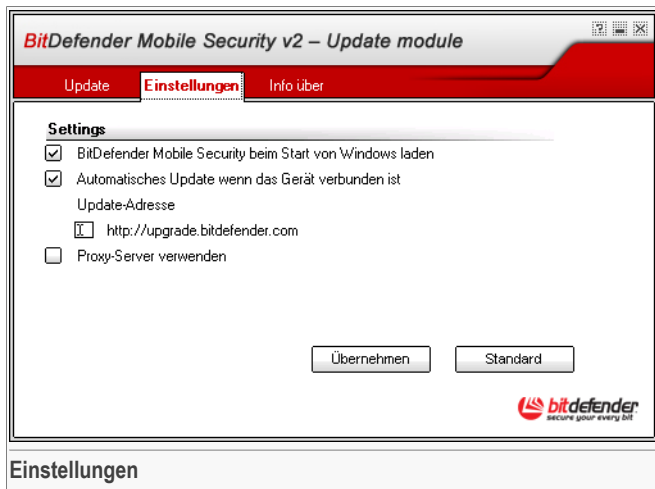 BitDefender Mobile Security v2 – Update module
Update Einstellungen Info über
Settings
BitDefender Mobile Security beim Start von Windows laden
Automatisches Update wenn das Gerät verbunden ist
Update-Adresse
http://upgrade.bitdefender.com
Proxy-Server verwenden
Übernehmen Standard
bitdefender
secure your every bit
Einstellungen